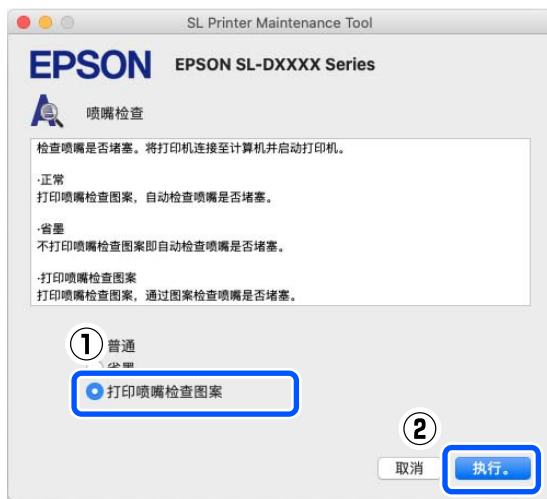 SL Printer Maintenance Tool
EPSON EPSON SL-DXXXX Series
喷嘴检查
检查喷嘴是否堵塞。将打印机连接至计算机并启动打印机。
·正常
打印喷嘴检查图案，自动检查喷嘴是否堵塞。
·省墨
不打印喷嘴检查图案即自动检查喷嘴是否堵塞。
·打印喷嘴检查图案
打印喷嘴检查图案，通过图案检查喷嘴是否堵塞。
① 普通
省墨
打印喷嘴检查图案
②
取消 执行。